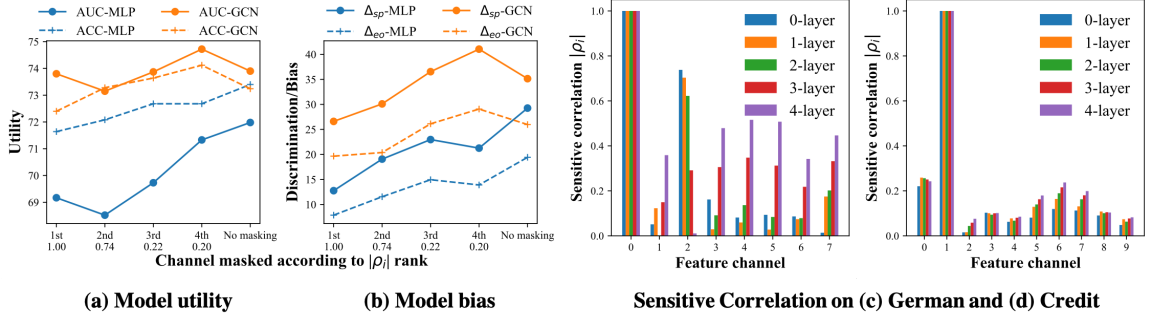 AUC-MLP
AUC-GCN
ACC-MLP
ACC-GCN
75
74
73
72
71
70
69
Utility
1st 2nd 3rd 4th No masking
1.00 0.74 0.22 0.20
Δsp-MLP
Δsp-GCN
Δeo-MLP
Δeo-GCN
40
35
30
25
20
15
10
Discrimination/Bias
1st 2nd 3rd 4th No masking
1.00 0.74 0.22 0.20
Channel masked according to |ρi| rank
(a) Model utility
(b) Model bias
Sensitive correlation |ρi|
1.0
0.8
0.6
0.4
0.2
0.0
0-layer
1-layer
2-layer
3-layer
4-layer
0 1 2 3 4 5 6 7
Feature channel
Sensitive correlation |ρi|
1.0
0.8
0.6
0.4
0.2
0.0
0-layer
1-layer
2-layer
3-layer
4-layer
0 1 2 3 4 5 6 7 8 9
Feature channel
Sensitive Correlation on (c) German and (d) Credit